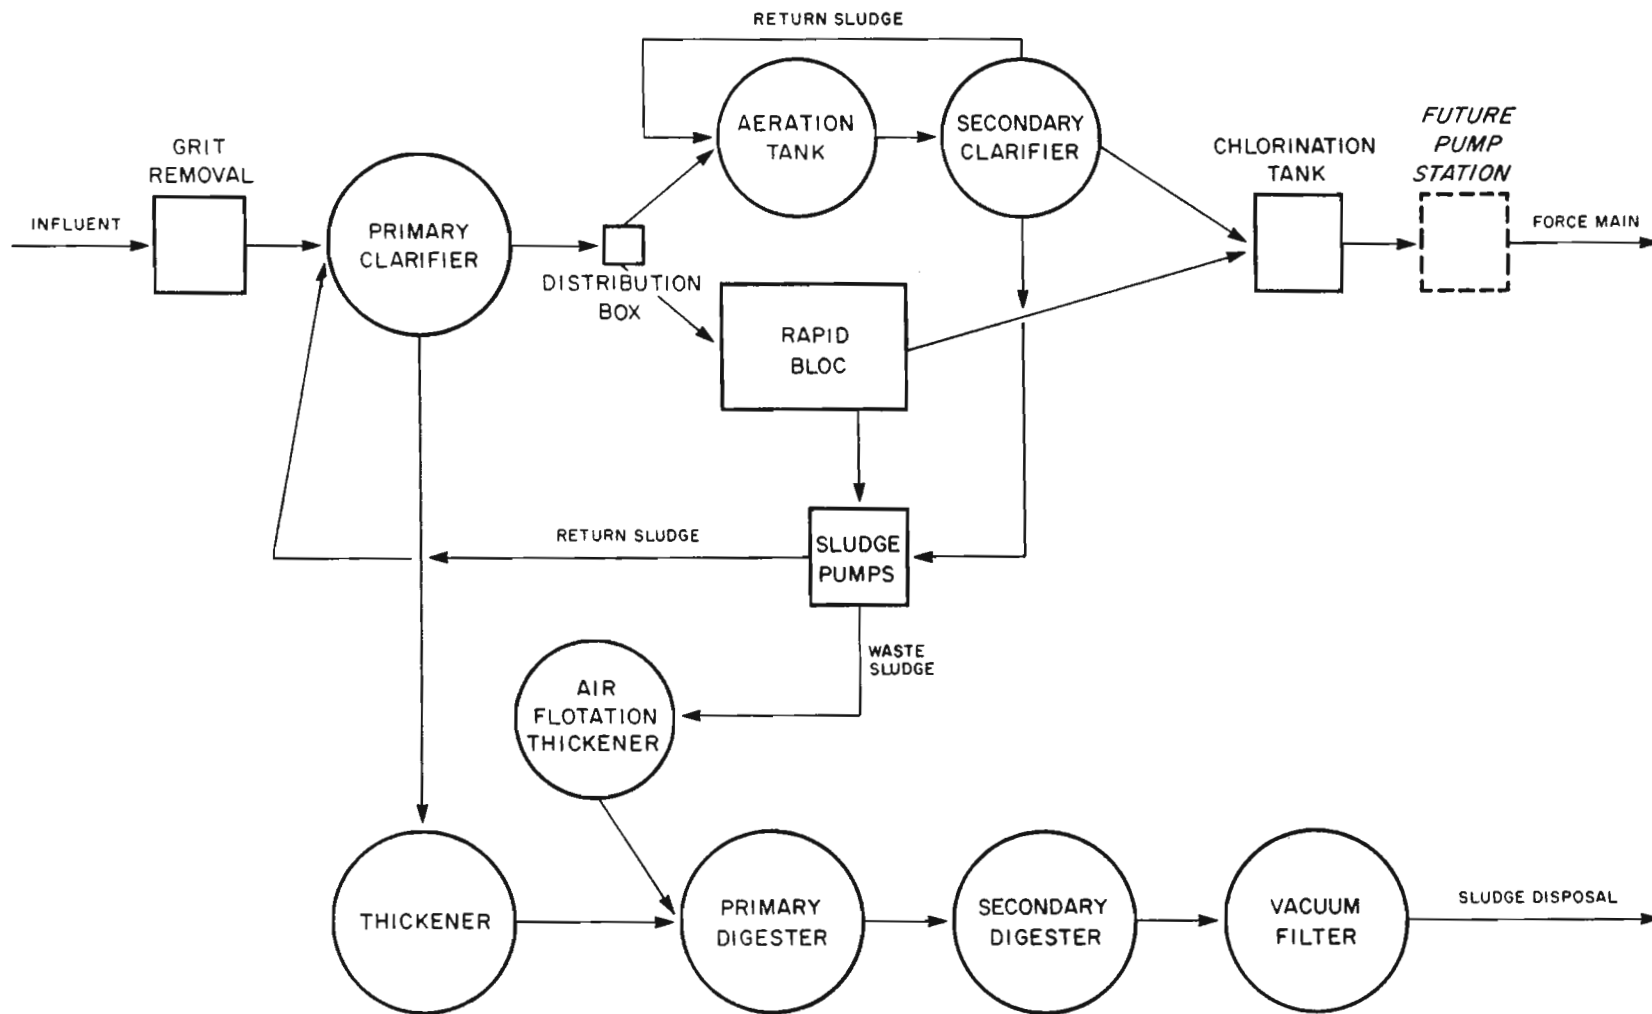 RETURN SLUDGE
GRIT
REMOVAL
INFLUENT
PRIMARY
CLARIFIER
DISTRIBUTION
BOX
AERATION
TANK
SECONDARY
CLARIFIER
RAPID
BLOC
CHLORINATION
TANK
FUTURE
PUMP
STATION
FORCE MAIN
RETURN SLUDGE
SLUDGE
PUMPS
WASTE
SLUDGE
AIR
FLOTATION
THICKENER
THICKENER
PRIMARY
DIGESTER
SECONDARY
DIGESTER
VACUUM
FILTER
SLUDGE DISPOSAL